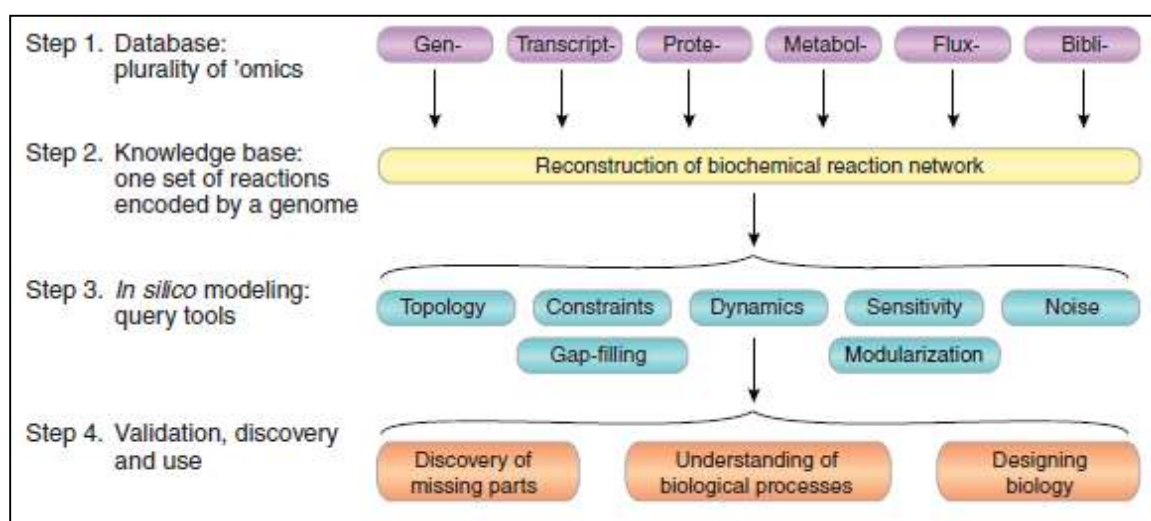 Step 1. Database:
plurality of 'omics
Gen-
Transcript-
Prote-
Metabol-
Flux-
Bibli-
Step 2. Knowledge base:
one set of reactions
encoded by a genome
Reconstruction of biochemical reaction network
Step 3. In silico modeling:
query tools
Topology
Constraints
Dynamics
Sensitivity
Noise
Gap-filling
Modularization
Step 4. Validation, discovery
and use
Discovery of
missing parts
Understanding of
biological processes
Designing
biology